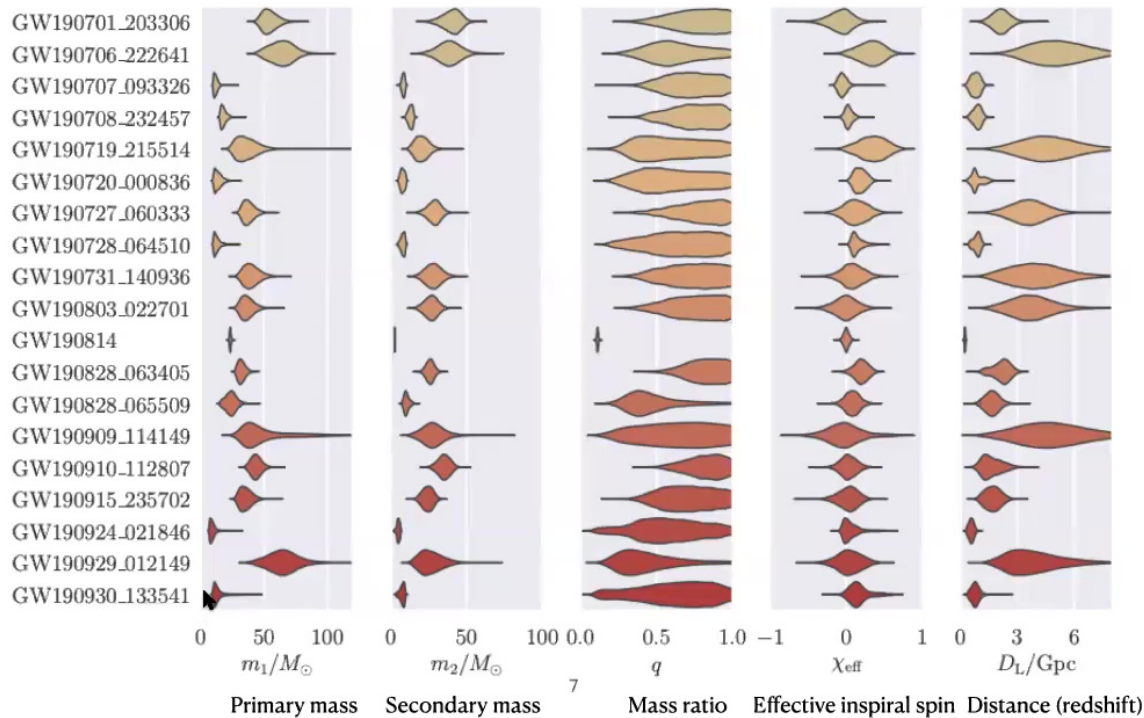 GW190701_203306
GW190706_222641
GW190707_093326
GW190708_232457
GW190719_215514
GW190720_000836
GW190727_060333
GW190728_064510
GW190731_140936
GW190803_022701
GW190814
GW190828_063405
GW190828_065509
GW190909_114149
GW190910_112807
GW190915_235702
GW190924_021846
GW190929_012149
GW190930_133541
0 50 100 0 50 100 0.0 0.5 1.0 −1 0 1 0 3 6
m₁/M☉ m₂/M☉ q χeff DL/Gpc
7
Primary mass Secondary mass Mass ratio Effective inspiral spin Distance (redshift)